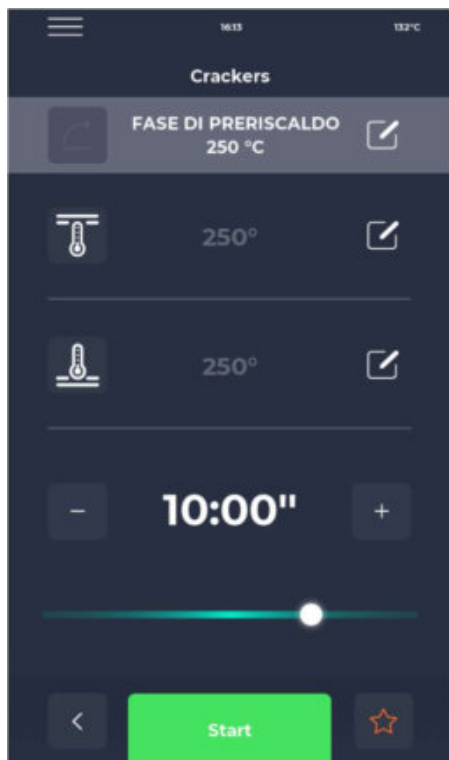 16:13
132°C
Crackers
FASE DI PRERISCALDO
250 °C
250°
250°
- 10:00" +
Start